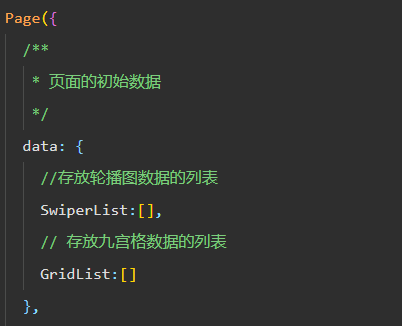 Page({
/**
* 页面的初始数据
*/
data: {
//存放轮播图数据的列表
SwiperList:[],
// 存放九宫格数据的列表
GridList:[]
},